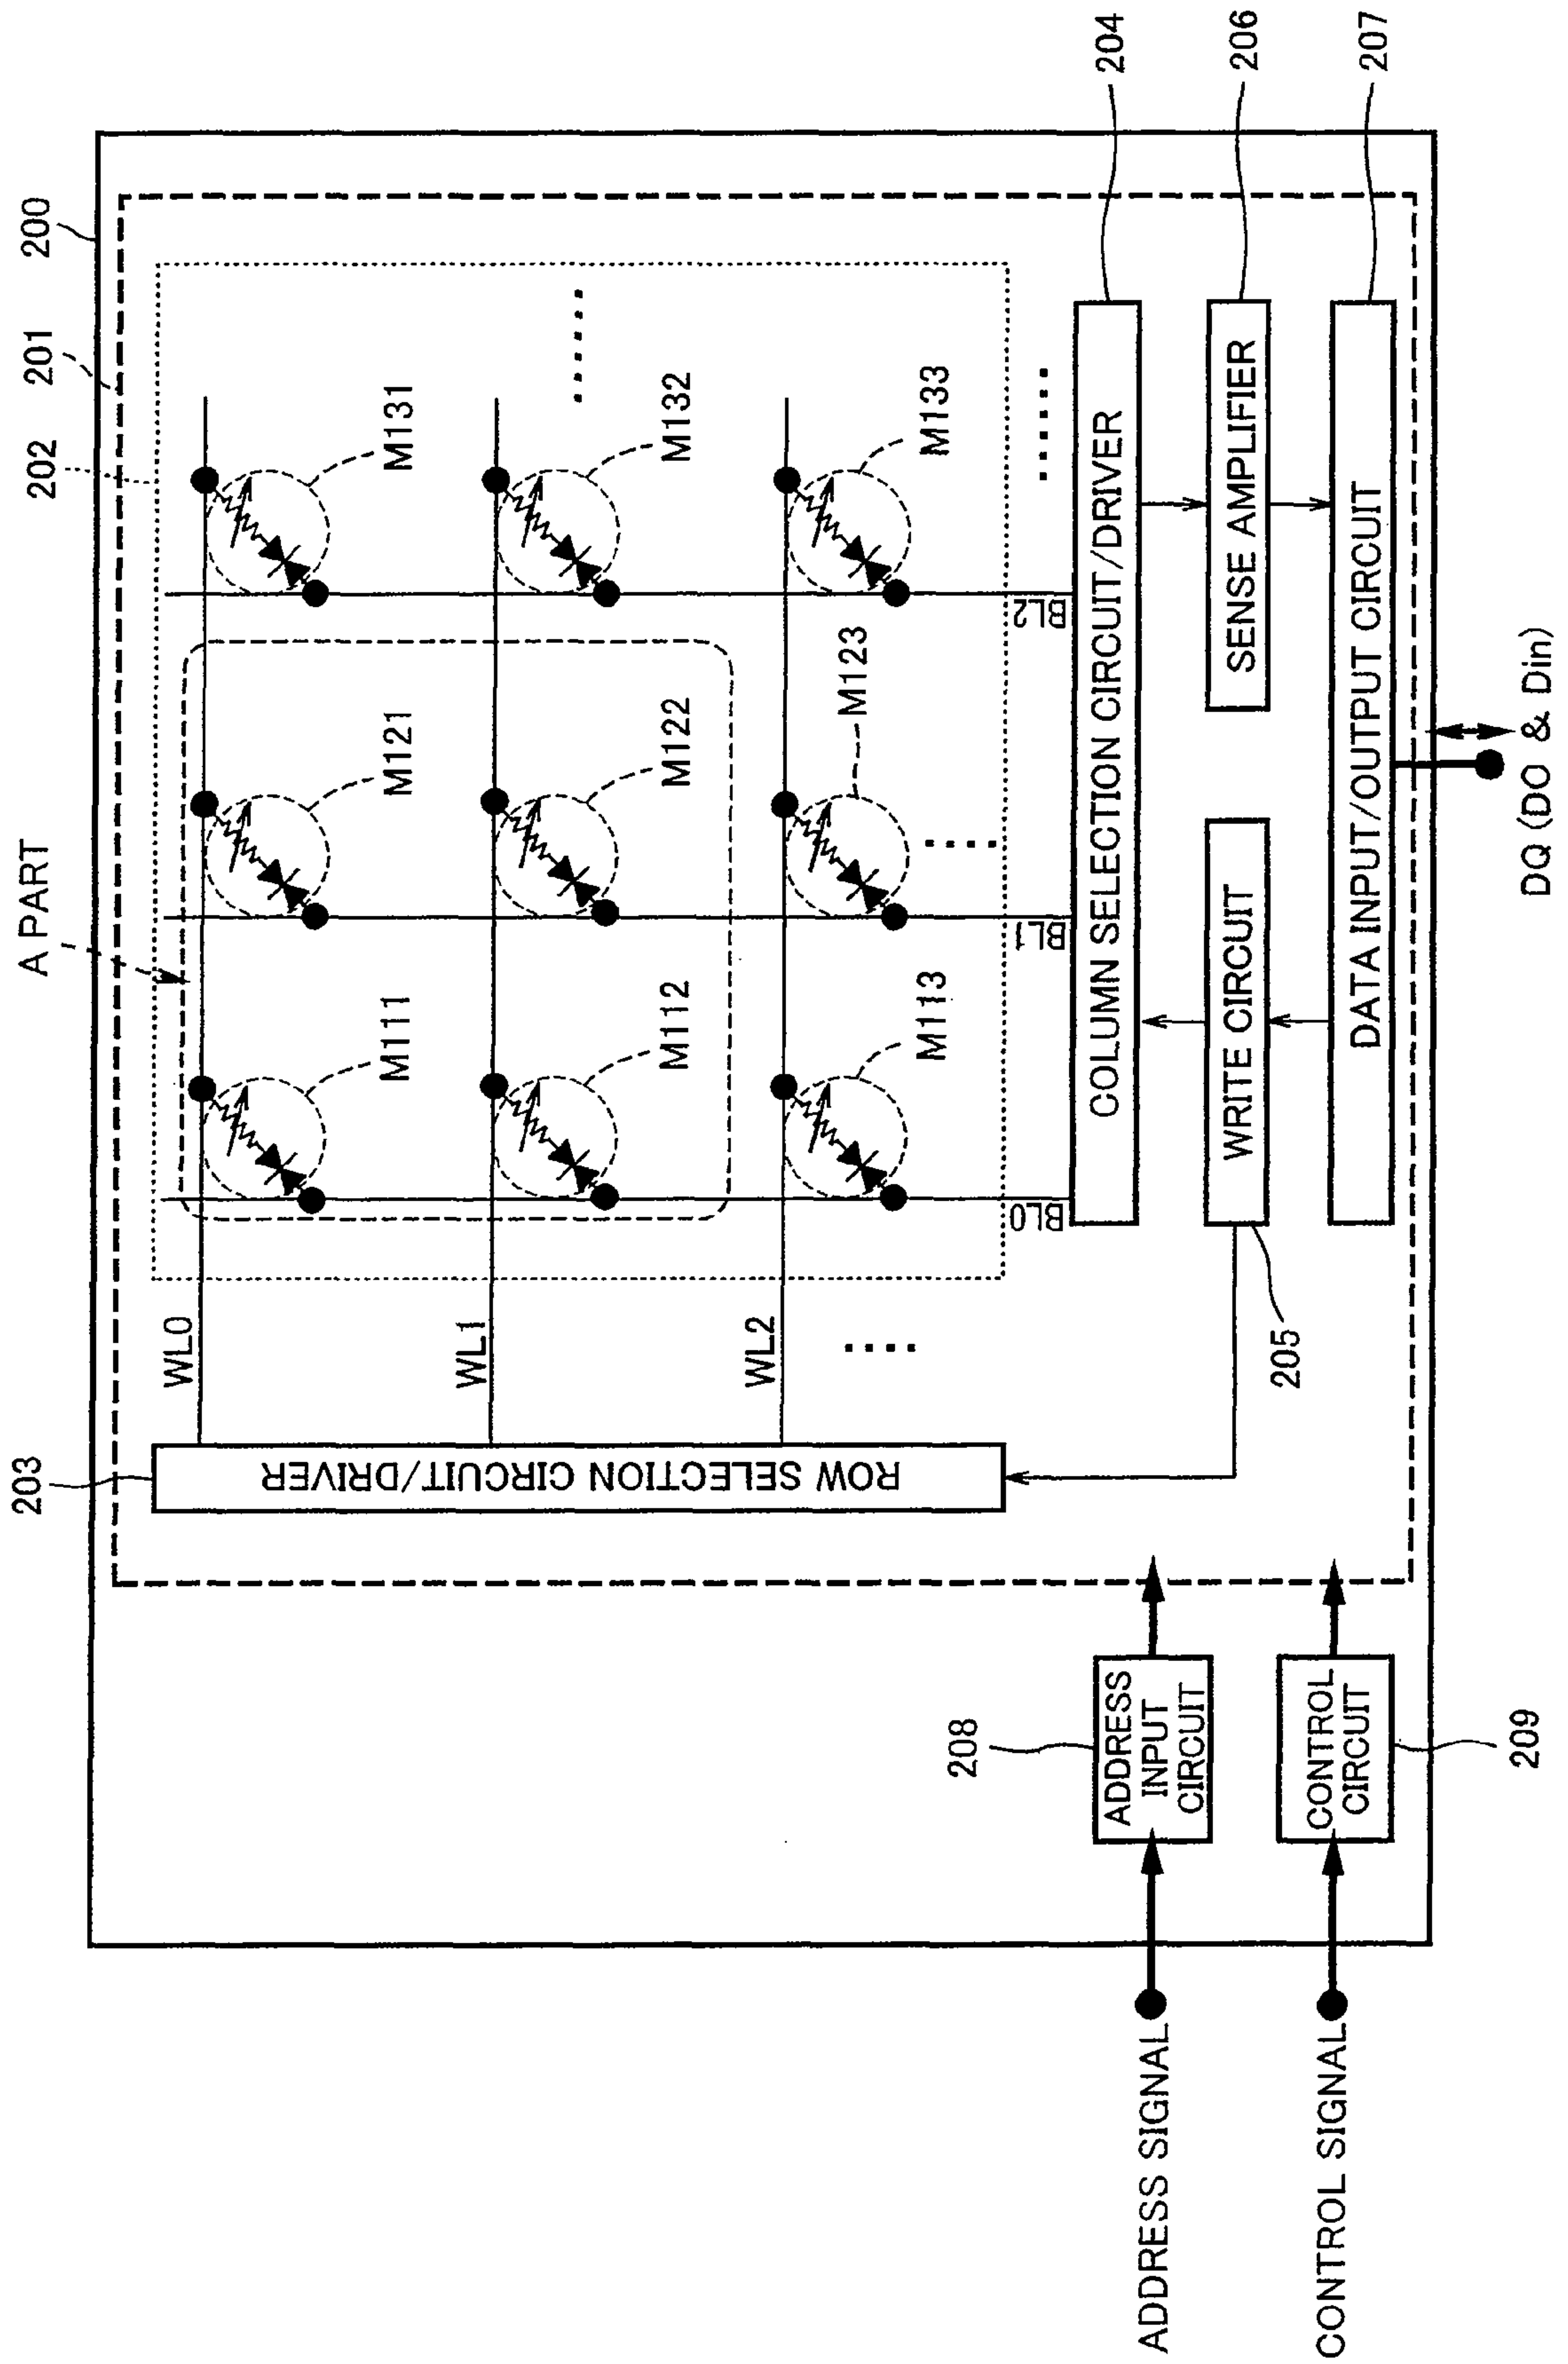 200
201
202
A PART
203
M131
M132
M133
M121
M122
M123
M111
M112
M113
WL0
WL1
WL2
BL0
BL1
BL2
ROW SELECTION CIRCUIT/DRIVER
COLUMN SELECTION CIRCUIT/DRIVER
204
WRITE CIRCUIT
205
SENSE AMPLIFIER
206
DATA INPUT/OUTPUT CIRCUIT
207
DQ (DO & Din)
208
ADDRESS
INPUT
CIRCUIT
CONTROL
CIRCUIT
209
ADDRESS SIGNAL
CONTROL SIGNAL